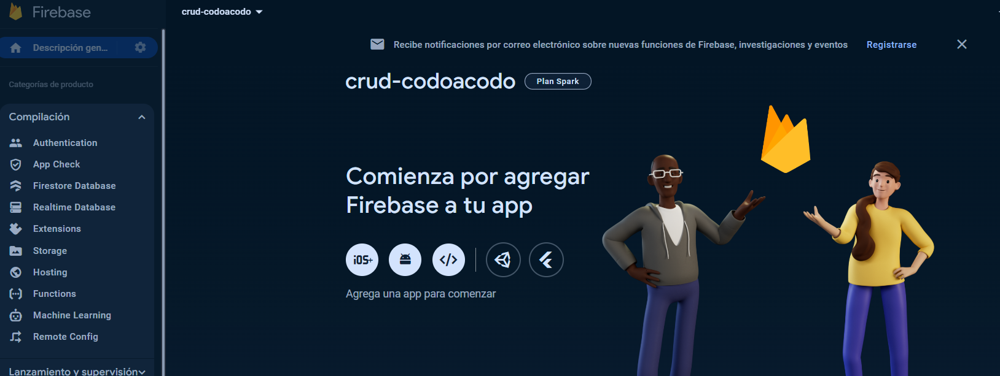 Firebase
crud-codoacodo
Descripción gen...
Recibe notificaciones por correo electrónico sobre nuevas funciones de Firebase, investigaciones y eventos
Registrarse
Categorías de producto
Compilación
Authentication
App Check
Firestore Database
Realtime Database
Extensions
Storage
Hosting
Functions
Machine Learning
Remote Config
Lanzamiento y supervisión
crud-codoacodo
Plan Spark
Comienza por agregar
Firebase a tu app
iOS+
</>
Agrega una app para comenzar